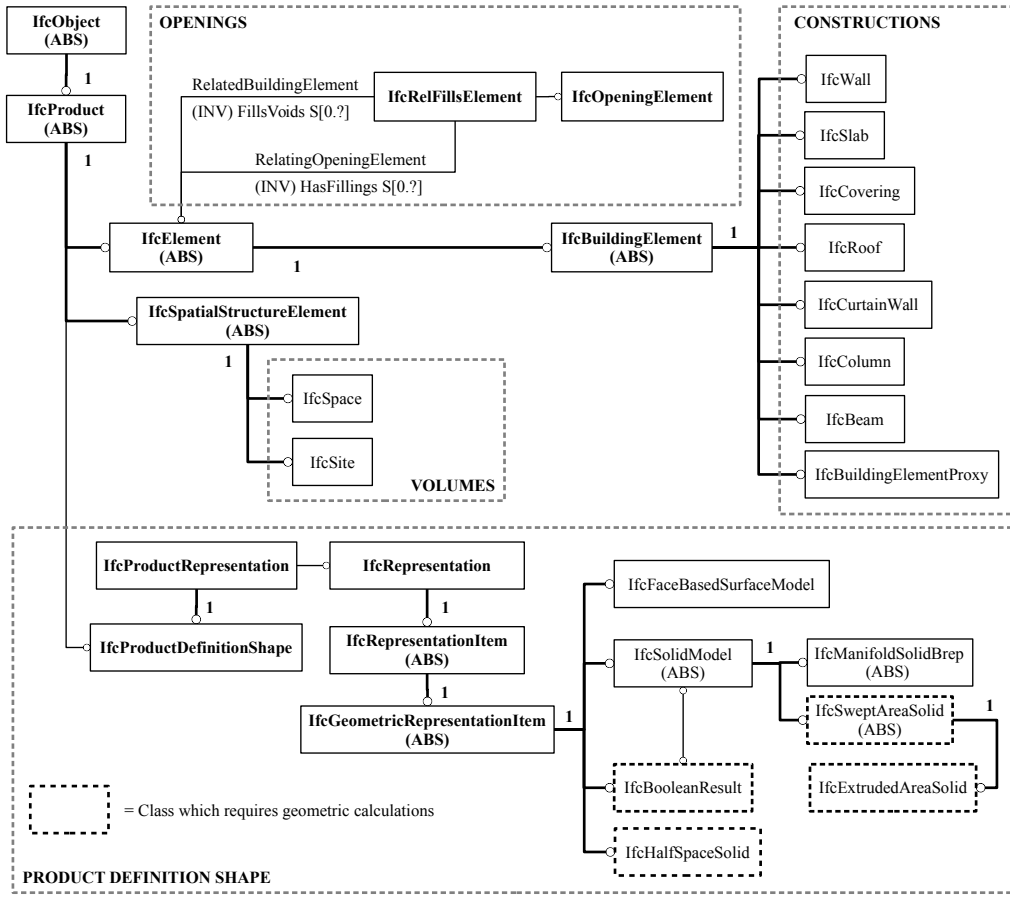 IfcObject
(ABS)
1
IfcProduct
(ABS)
1
OPENINGS
RelatedBuildingElement
(INV) FillsVoids S[0.?]
IfcRelFillsElement
IfcOpeningElement
RelatingOpeningElement
(INV) HasFillings S[0.?]
IfcElement
(ABS)
1
IfcBuildingElement
(ABS)
1
CONSTRUCTIONS
IfcWall
IfcSlab
IfcCovering
IfcRoof
IfcCurtainWall
IfcColumn
IfcBeam
IfcBuildingElementProxy
IfcSpatialStructureElement
(ABS)
1
IfcSpace
IfcSite
VOLUMES
IfcProductRepresentation
IfcRepresentation
1
1
IfcProductDefinitionShape
IfcRepresentationItem
(ABS)
1
IfcGeometricRepresentationItem
(ABS)
1
IfcFaceBasedSurfaceModel
IfcSolidModel
(ABS)
1
IfcManifoldSolidBrep
(ABS)
IfcSweptAreaSolid
(ABS)
1
IfcBooleanResult
IfcExtrudedAreaSolid
IfcHalfSpaceSolid
= Class which requires geometric calculations
PRODUCT DEFINITION SHAPE